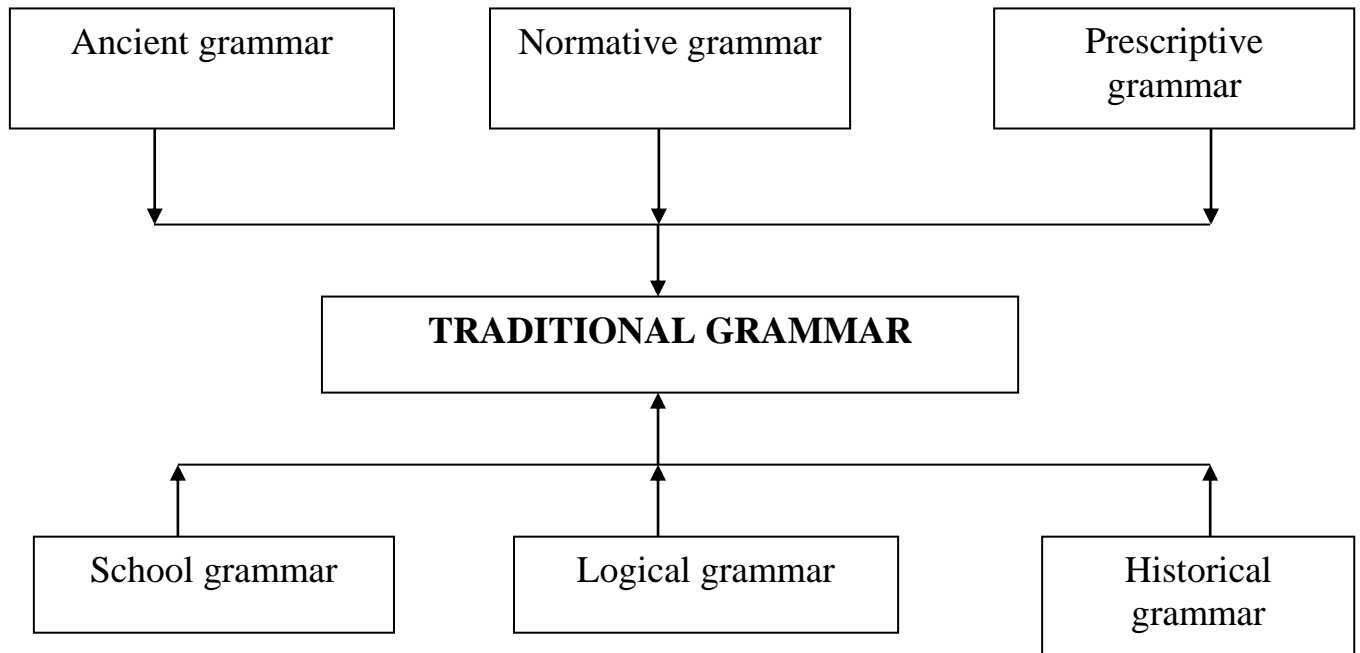 Ancient grammar
Normative grammar
Prescriptive
grammar
TRADITIONAL GRAMMAR
School grammar
Logical grammar
Historical
grammar